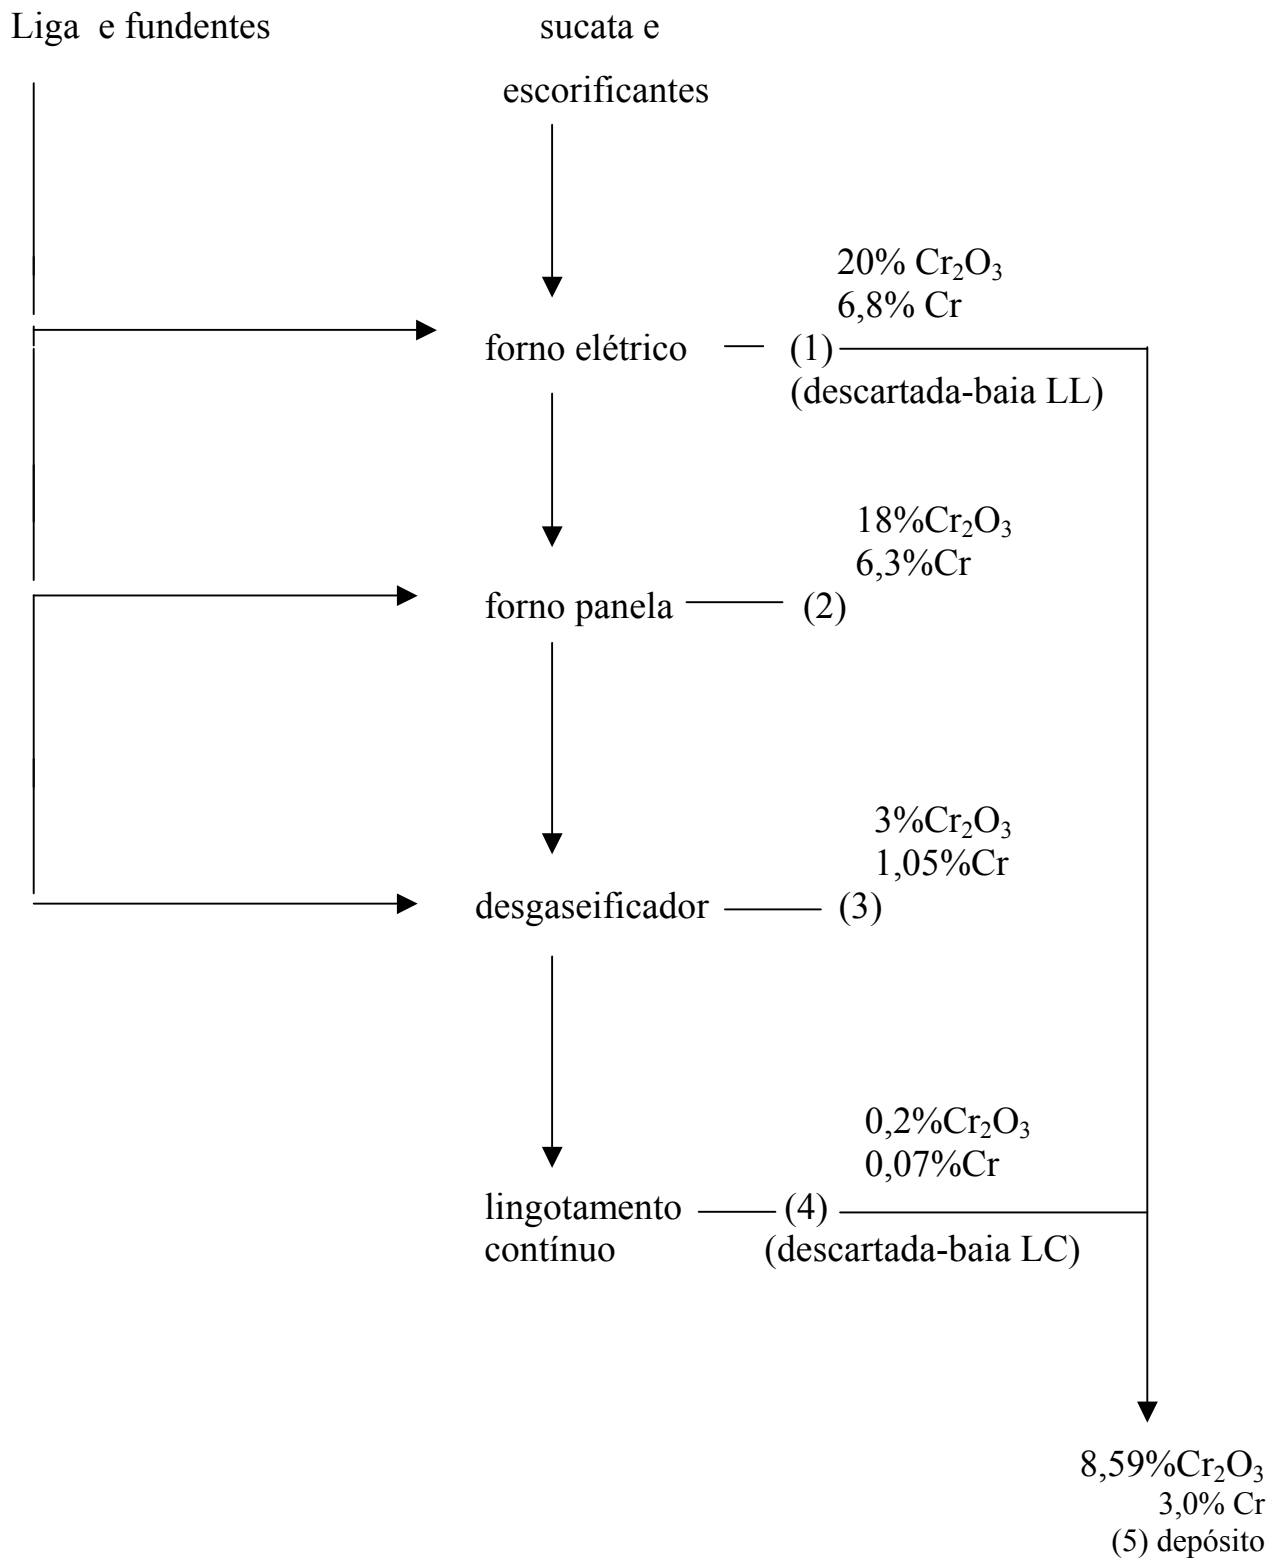 Liga e fundentes
sucata e
escorificantes
20% Cr₂O₃
6,8% Cr
forno elétrico
(1)
(descartada-baia LL)
18%Cr₂O₃
6,3%Cr
forno panela
(2)
3%Cr₂O₃
1,05%Cr
desgaseificador
(3)
0,2%Cr₂O₃
0,07%Cr
lingotamento
contínuo
(4)
(descartada-baia LC)
8,59%Cr₂O₃
3,0% Cr
(5) depósito